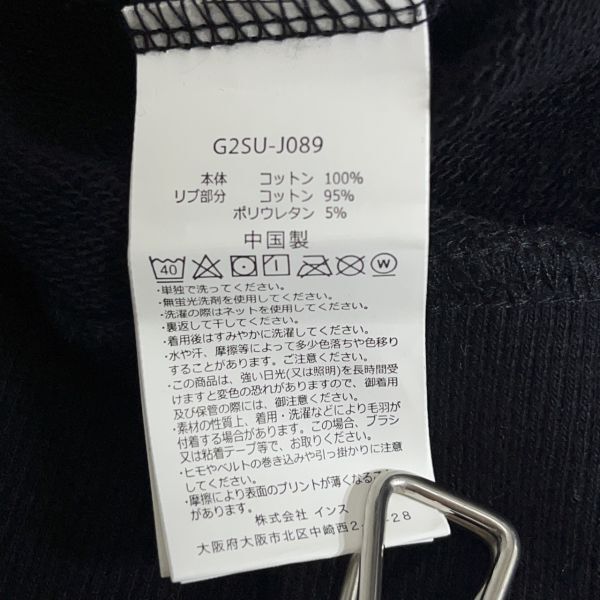 G2SU-J089
本体 コットン 100%
リブ部分 コットン 95%
ポリウレタン 5%
中国製
40 W
・単独で洗ってください。
・無蛍光洗剤を使用してください。
・洗濯の際はネットを使用してください。
・裏返して干してください。
・着用後はすみやかに洗濯してください。
・水や汗、摩擦等によって多少色落ちや色移り
することがあります。ご注意ください。
・この商品は、強い日光(又は照明)を長時間受
けますと変色の恐れがありますので、御着用
及び保管の際には、御注意ください。
・素材の性質上、着用・洗濯などにより毛羽が
付着する場合があります。この場合、ブラシ
又は粘着テープ等で、お取りください。
・ヒモやベルトの巻き込みや引っ掛かりに注意
してください。
・摩擦により表面のプリントが薄くなる
があります。
株式会社 インス
大阪府大阪市北区中崎西2- -28